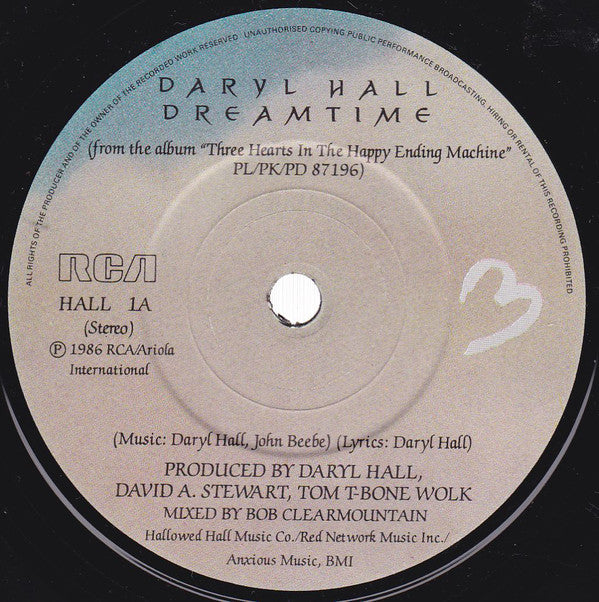 ALL RIGHTS OF THE PRODUCER AND OF THE OWNER OF THE RECORDED WORK RESERVED   UNAUTHORISED COPYING PUBLIC PERFORMANCE BROADCASTING. HIRING OR RENTAL OF THIS RECORDING PROHIBITED
DARYL HALL
DREAMTIME
(from the album "Three Hearts In The Happy Ending Machine"
PL/PK/PD 87196)
RCA
HALL 1A
(Stereo)
Ⓟ 1986 RCA/Ariola
International
3
(Music: Daryl Hall, John Beebe) (Lyrics: Daryl Hall)
PRODUCED BY DARYL HALL,
DAVID A. STEWART, TOM T-BONE WOLK
MIXED BY BOB CLEARMOUNTAIN
Hallowed Hall Music Co./Red Network Music Inc./
Anxious Music, BMI